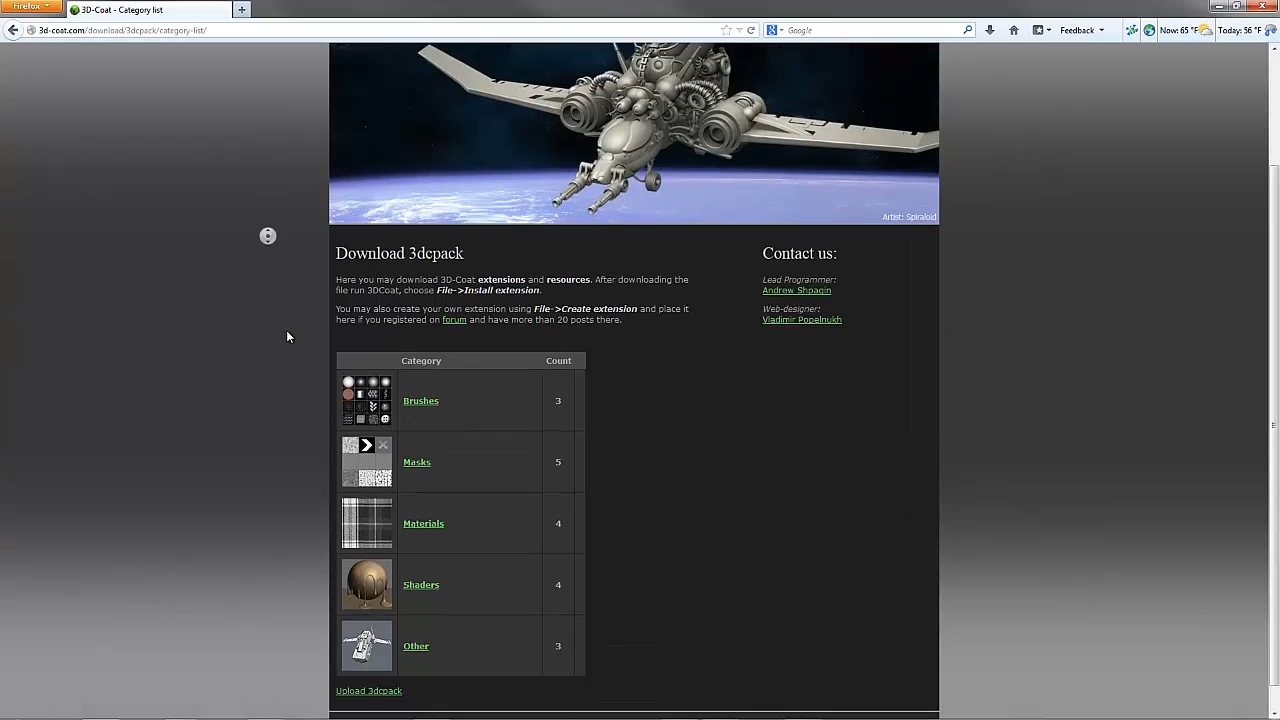 Firefox
3D-Coat - Category list
3d-coat.com/download/3dcpack/category-list/
Google
Feedback
Now: 65 °F
Today: 56 °F
Artist: Spiraloid
Download 3dcpack
Here you may download 3D-Coat extensions and resources. After downloading the
file run 3DCoat, choose File->Install extension.
You may also create your own extension using File->Create extension and place it
here if you registered on forum and have more than 20 posts there.
Contact us:
Lead Programmer:
Andrew Shpagin
Web-designer:
Vladimir Popelnukh
Category Count
Brushes 3
Masks 5
Materials 4
Shaders 4
Other 3
Upload 3dcpack